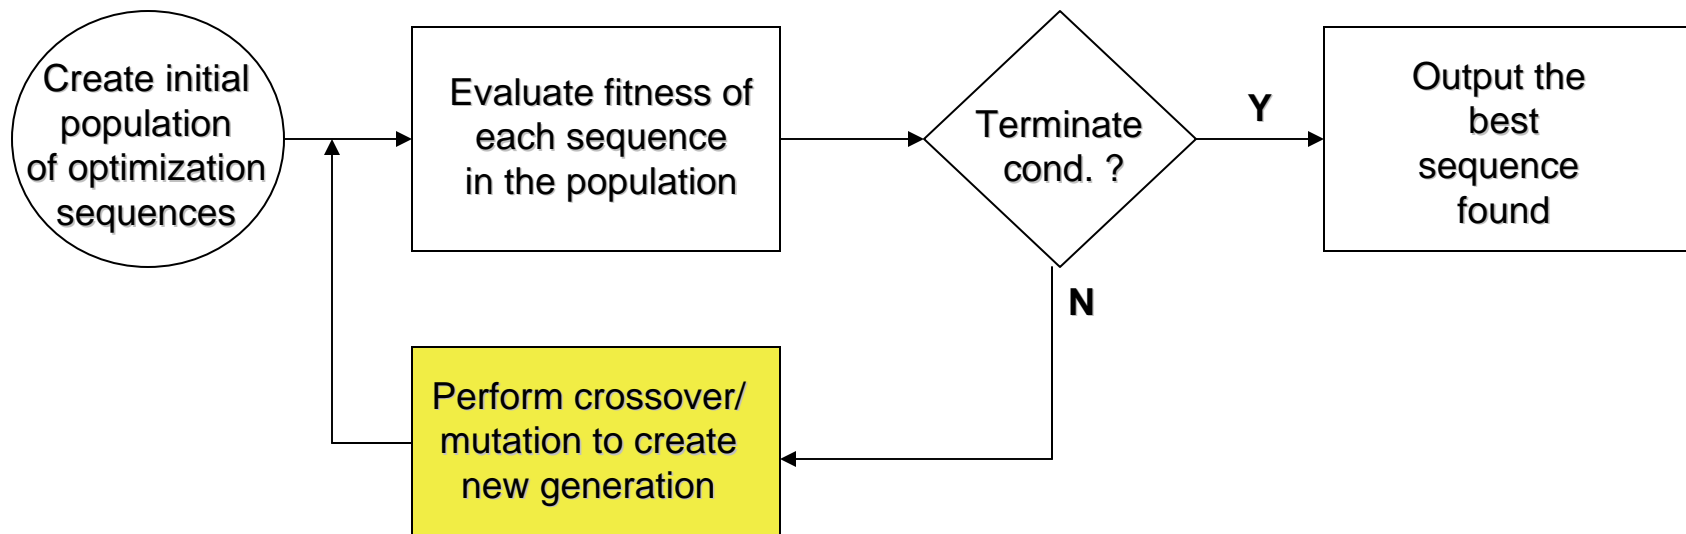 Create initial
population
of optimization
sequences
Evaluate fitness of
each sequence
in the population
Terminate
cond. ?
Y
Output the
best
sequence
found
N
Perform crossover/
mutation to create
new generation